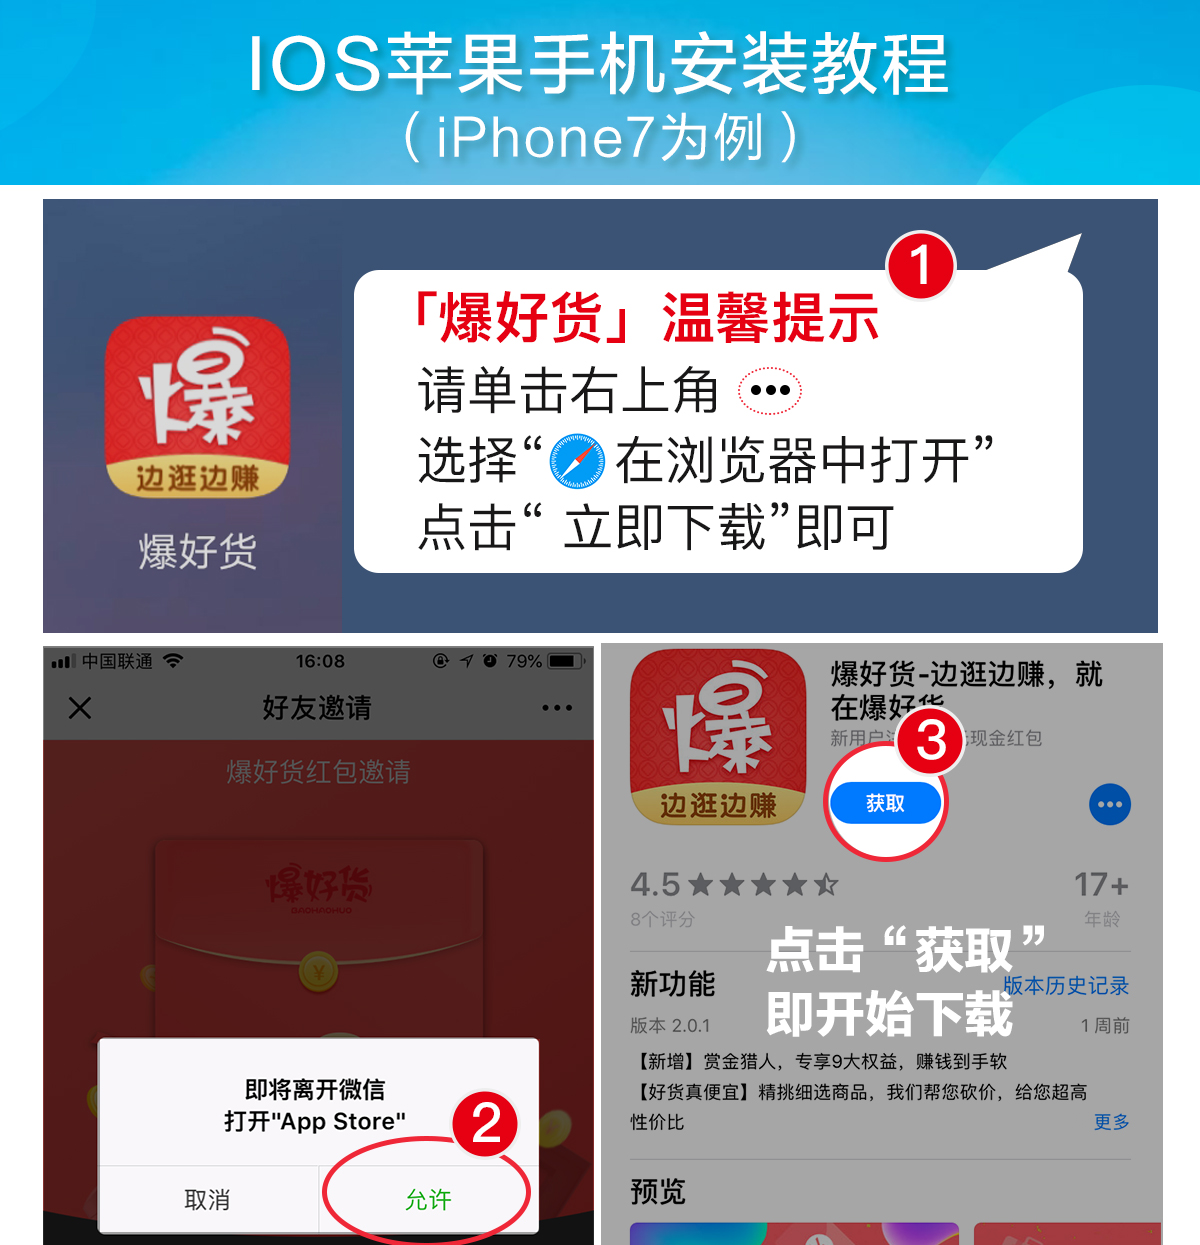 IOS苹果手机安装教程
（iPhone7为例）
1
「爆好货」温馨提示
请单击右上角 •••
选择“在浏览器中打开”
点击“ 立即下载”即可
爆
边逛边赚
爆好货
中国联通
16:08
79%
好友邀请
•••
爆好货红包邀请
爆好货
BAOHAOHUO
¥
即将离开微信
打开"App Store"
2
取消
允许
爆
边逛边赚
爆好货-边逛边赚，就
在爆好货
新用户 现金红包
3
获取
•••
4.5
17+
8个评分
年龄
点击“获取”
即开始下载
新功能
版本历史记录
版本 2.0.1
1 周前
【新增】赏金猎人，专享9大权益，赚钱到手软
【好货真便宜】精挑细选商品，我们帮您砍价，给您超高
性价比
更多
预览